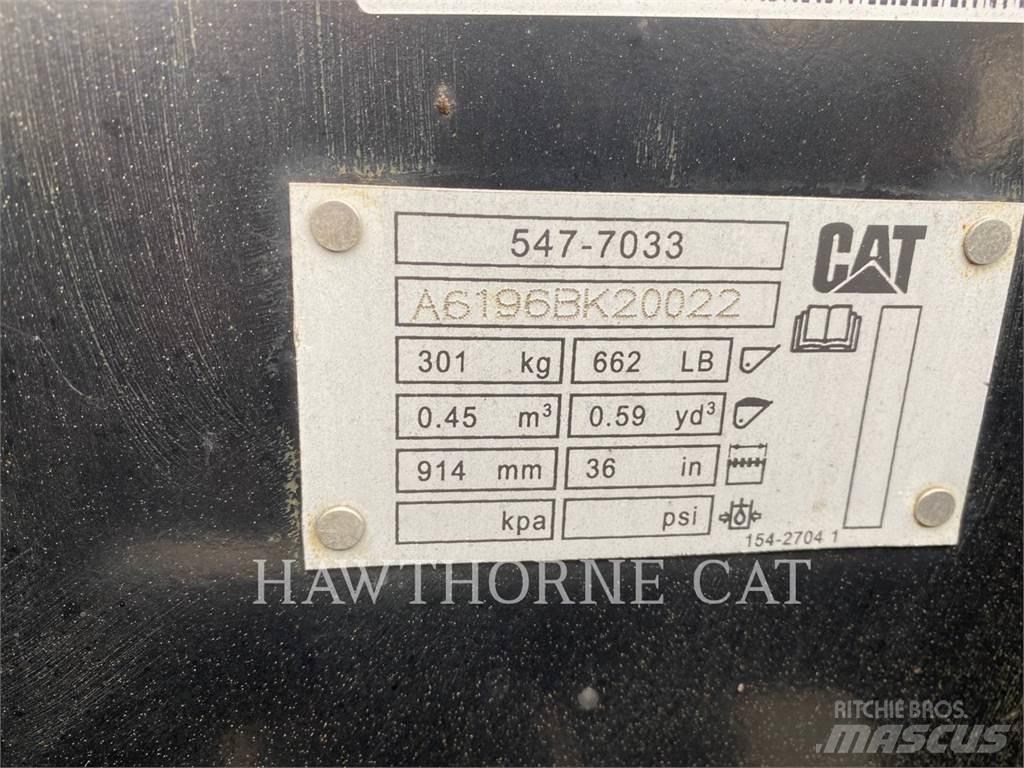 547-7033
CAT
A6196BK20022
301 kg 662 LB
0.45 m³ 0.59 yd³
914 mm 36 in
kpa psi
154-2704 1
HAWTHORNE CAT
RITCHIE BROS.
MASCUS